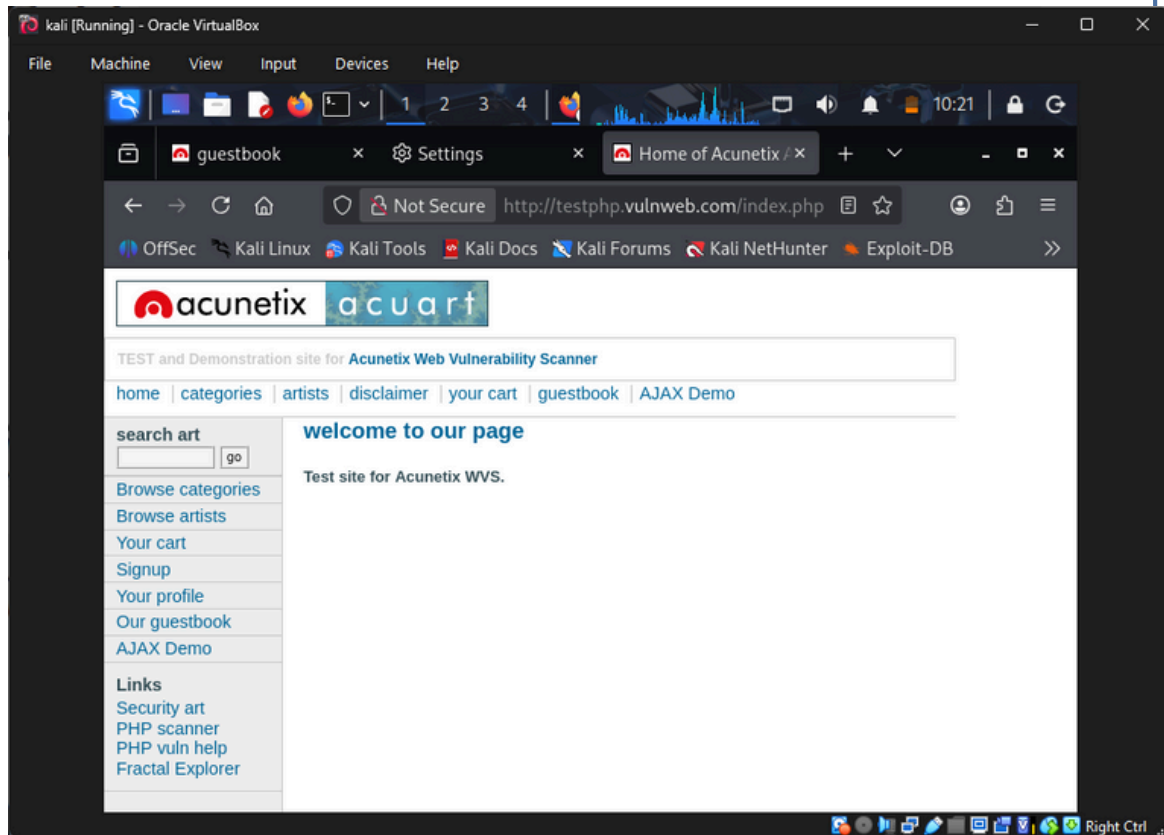 kali [Running] - Oracle VirtualBox
File Machine View Input Devices Help
1 2 3 4 10:21
guestbook Settings Home of Acunetix A
Not Secure http://testphp.vulnweb.com/index.php
OffSec Kali Linux Kali Tools Kali Docs Kali Forums Kali NetHunter Exploit-DB
acunetix acuart
TEST and Demonstration site for Acunetix Web Vulnerability Scanner
home | categories | artists | disclaimer | your cart | guestbook | AJAX Demo
search art
go
Browse categories
Browse artists
Your cart
Signup
Your profile
Our guestbook
AJAX Demo
Links
Security art
PHP scanner
PHP vuln help
Fractal Explorer
welcome to our page
Test site for Acunetix WVS.
Right Ctrl